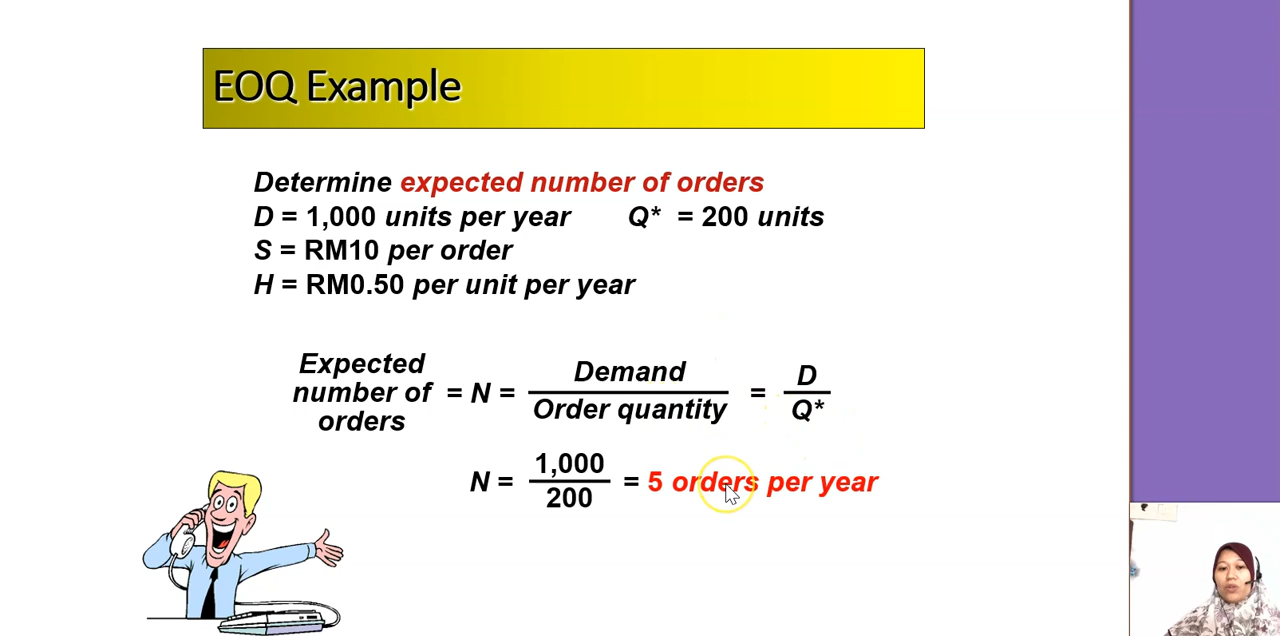 EOQ Example
Determine expected number of orders
D = 1,000 units per year Q* = 200 units
S = RM10 per order
H = RM0.50 per unit per year
Expected
number of
orders
= N =
Demand
Order quantity
=
D
Q*
N =
1,000
200
= 5 orders per year